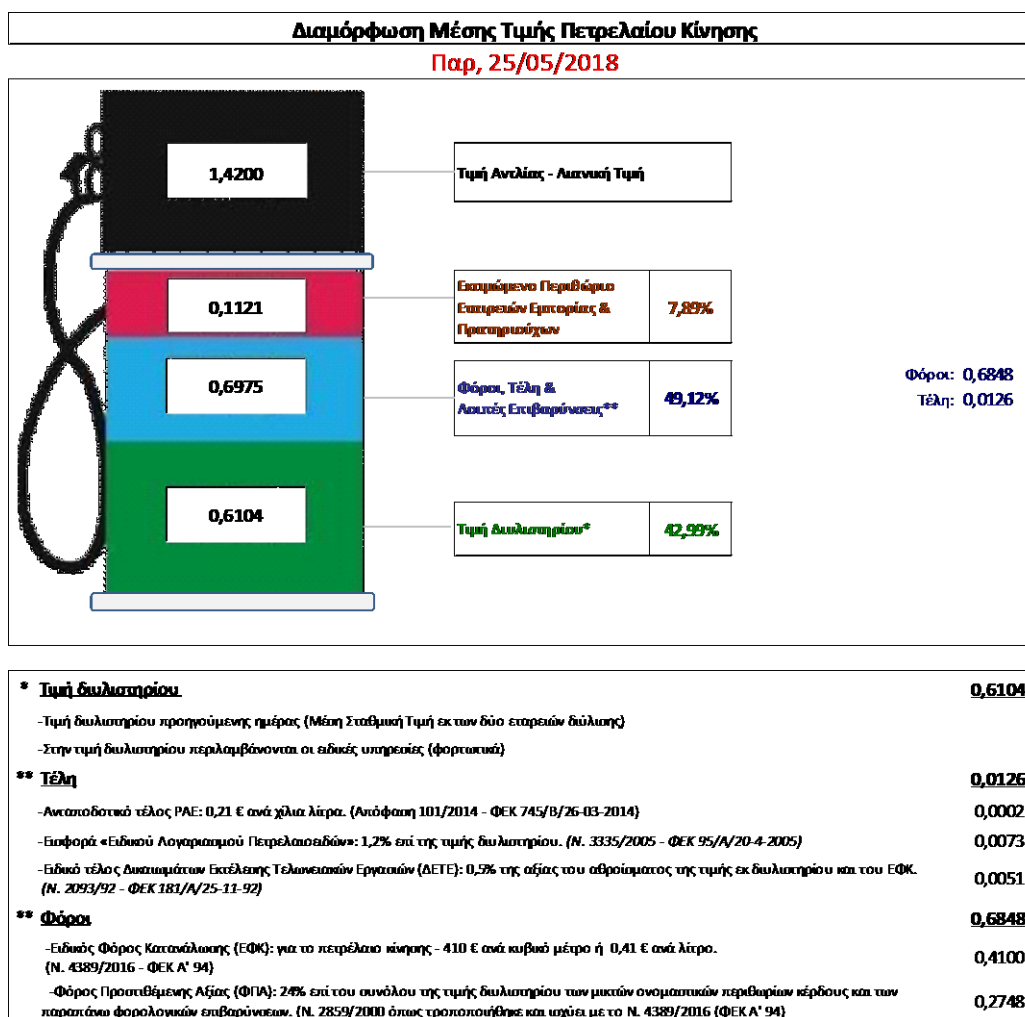 Διαμόρφωση Μέσης Τιμής Πετρελαίου Κίνησης
Παρ, 25/05/2018
1,4200
Τιμή Αντλίας - Λιανική Τιμή
0,1121
Εκτιμώμενο Περιθώριο
Εταιρειών Εμπορίας &
Πρατηριούχων
7,89%
0,6975
Φόροι, Τέλη &
Λοιπές Επιβαρύνσεις**
49,12%
Φόροι: 0,6848
Τέλη: 0,0126
0,6104
Τιμή Διυλιστηρίου*
42,99%
* Τιμή διυλιστηρίου 0,6104
-Τιμή διυλιστηρίου προηγούμενης ημέρας (Μέση Σταθμική Τιμή εκ των δύο εταρειών διύλισης)
-Στην τιμή διυλιστηρίου περιλαμβάνονται οι ειδικές υπηρεσίες (φορτωτικά)
** Τέλη 0,0126
-Ανταποδοτικό τέλος ΡΑΕ: 0,21 € ανά χίλια λίτρα. (Απόφαση 101/2014 - ΦΕΚ 745/Β/26-03-2014) 0,0002
-Εισφορά «Ειδικού Λογαριασμού Πετρελαιοειδών»: 1,2% επί της τιμής διυλιστηρίου. (Ν. 3335/2005 - ΦΕΚ 95/Α/20-4-2005) 0,0073
-Ειδικό τέλος Δικαιωμάτων Εκτέλεσης Τελωνειακών Εργασιών (ΔΕΤΕ): 0,5% της αξίας του αθροίσματος της τιμής εκ διυλιστηρίου και του ΕΦΚ.
(Ν. 2093/92 - ΦΕΚ 181/Α/25-11-92) 0,0051
** Φόροι 0,6848
-Ειδικός Φόρος Κατανάλωσης (ΕΦΚ): για το πετρέλαιο κίνησης - 410 € ανά κυβικό μέτρο ή 0,41 € ανά λίτρο.
(Ν. 4389/2016 - ΦΕΚ Α' 94) 0,4100
-Φόρος Προστιθέμενης Αξίας (ΦΠΑ): 24% επί του συνόλου της τιμής διυλιστηρίου των μικτών ονομαστικών περιθωρίων κέρδους και των
παραπάνω φορολογικών επιβαρύνσεων. (Ν. 2859/2000 όπως τροποποιήθηκε και ισχύει με το Ν. 4389/2016 (ΦΕΚ Α' 94) 0,2748